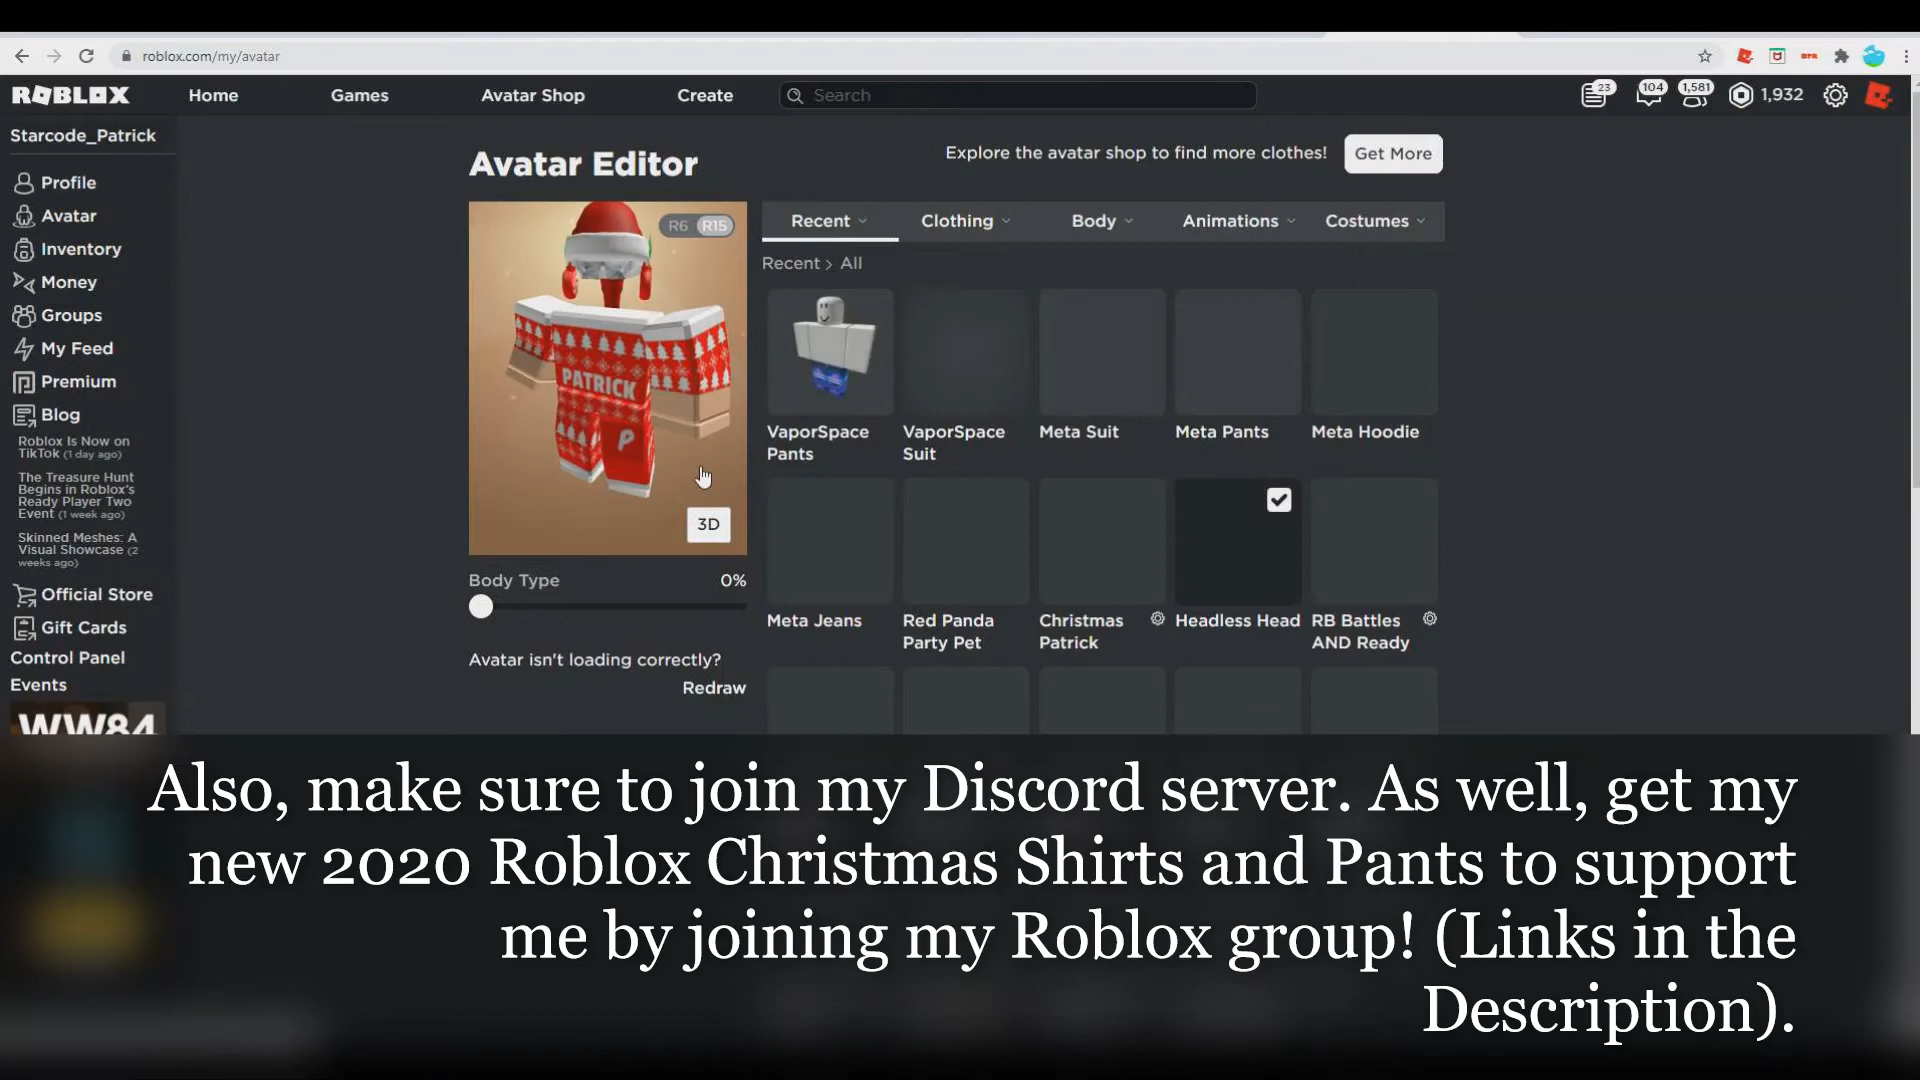 roblox.com/my/avatar
ROBLOX
Home
Games
Avatar Shop
Create
Search
23
104
1,581
1,932
Starcode_Patrick
Profile
Avatar
Inventory
Money
Groups
My Feed
Premium
Blog
Roblox Is Now on
TikTok (1 day ago)
The Treasure Hunt
Begins in Roblox's
Ready Player Two
Event (1 week ago)
Skinned Meshes: A
Visual Showcase (2
weeks ago)
Official Store
Gift Cards
Control Panel
Events
WW84
Avatar Editor
Explore the avatar shop to find more clothes!
Get More
R6 R15
PATRICK
P
3D
Body Type
0%
Avatar isn't loading correctly?
Redraw
Recent
Clothing
Body
Animations
Costumes
Recent > All
VaporSpace
Pants
VaporSpace
Suit
Meta Suit
Meta Pants
Meta Hoodie
Meta Jeans
Red Panda
Party Pet
Christmas
Patrick
Headless Head
RB Battles
AND Ready
Also, make sure to join my Discord server. As well, get my
new 2020 Roblox Christmas Shirts and Pants to support
me by joining my Roblox group! (Links in the
Description).